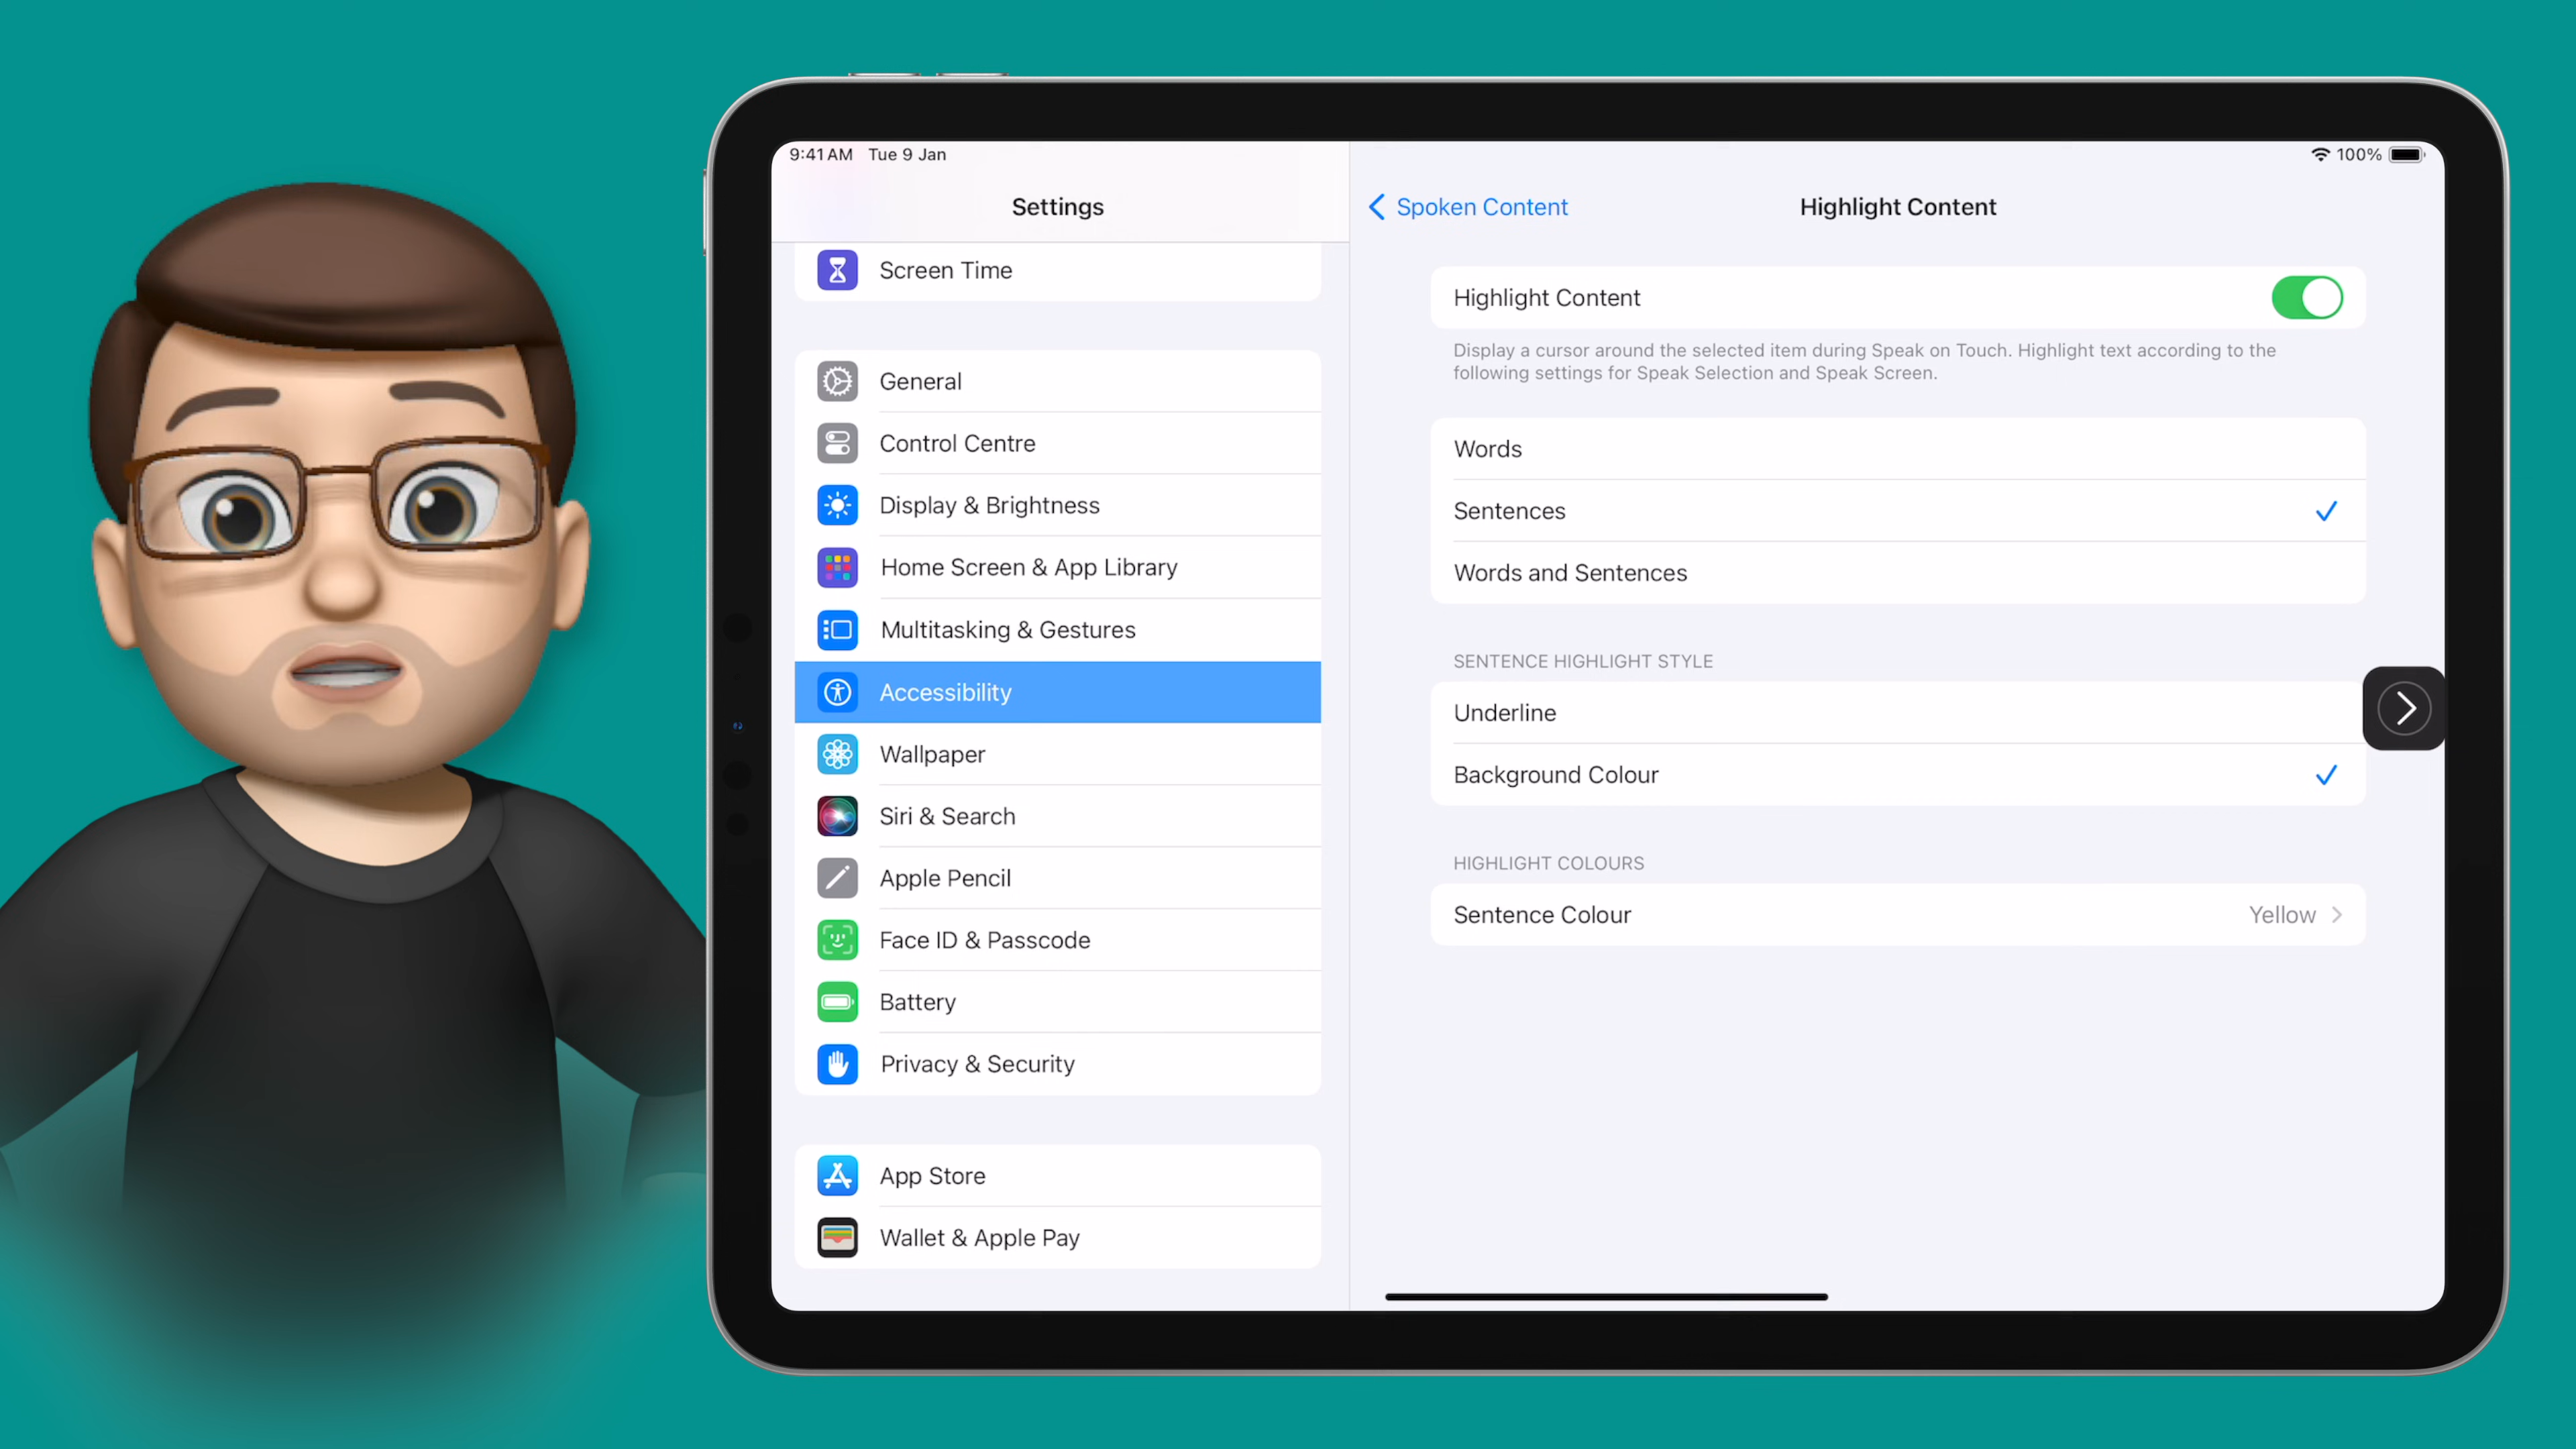 9:41 AM Tue 9 Jan
100%
Settings
Screen Time
General
Control Centre
Display & Brightness
Home Screen & App Library
Multitasking & Gestures
Accessibility
Wallpaper
Siri & Search
Apple Pencil
Face ID & Passcode
Battery
Privacy & Security
App Store
Wallet & Apple Pay
Spoken Content
Highlight Content
Highlight Content
Display a cursor around the selected item during Speak on Touch. Highlight text according to the
following settings for Speak Selection and Speak Screen.
Words
Sentences
Words and Sentences
SENTENCE HIGHLIGHT STYLE
Underline
Background Colour
HIGHLIGHT COLOURS
Sentence Colour Yellow